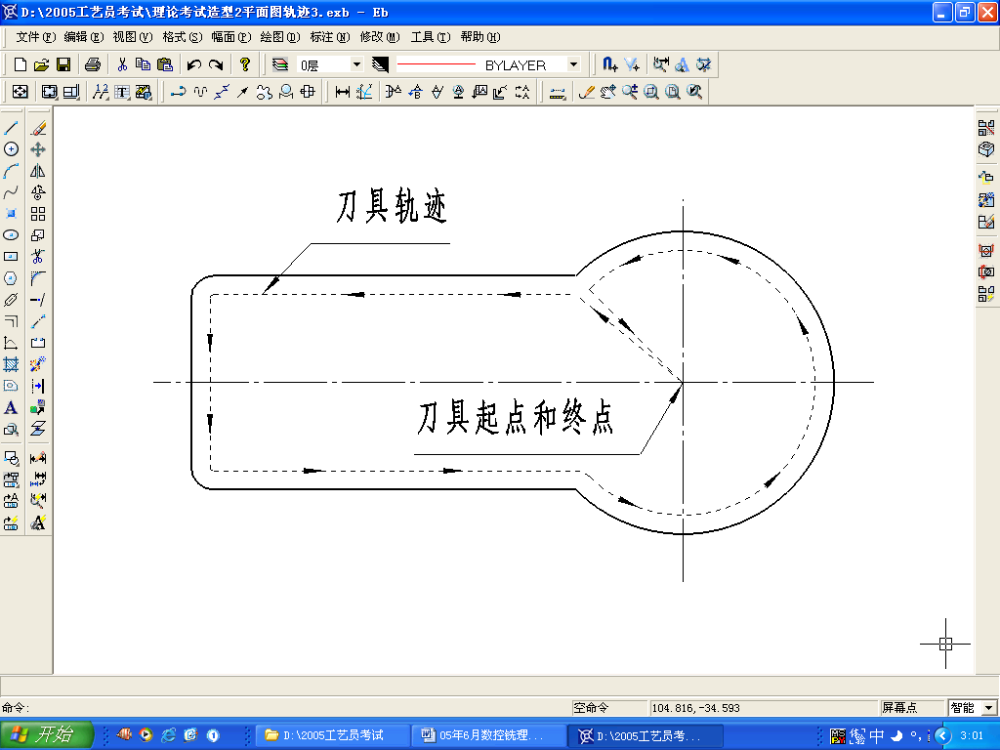 D:\2005工艺员考试\理论考试造型2平面图轨迹3.exb - Eb
文件(F) 编辑(E) 视图(V) 格式(S) 幅面(P) 绘图(D) 标注(N) 修改(M) 工具(T) 帮助(H)
0层 BYLAYER
刀具轨迹
刀具起点和终点
命令: 空命令 104.816,-34.593 屏幕点 智能
开始 D:\2005工艺员考试 05年6月数控铣理... D:\2005工艺员考... 中 3:01